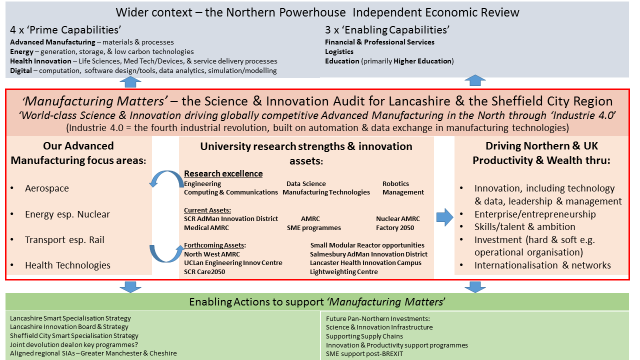 Wider context – the Northern Powerhouse Independent Economic Review
4 x ‘Prime Capabilities’
Advanced Manufacturing – materials & processes
Energy – generation, storage, & low carbon technologies
Health Innovation – Life Sciences, Med Tech/Devices, & service delivery processes
Digital – computation, software design/tools, data analytics, simulation/modelling
3 x ‘Enabling Capabilities’
Financial & Professional Services
Logistics
Education (primarily Higher Education)
‘Manufacturing Matters’ – the Science & Innovation Audit for Lancashire & the Sheffield City Region
‘World-class Science & Innovation driving globally competitive Advanced Manufacturing in the North through ‘Industrie 4.0’
(Industrie 4.0 = the fourth industrial revolution, built on automation & data exchange in manufacturing technologies)
Our Advanced
Manufacturing focus areas:
• Aerospace
• Energy esp. Nuclear
• Transport esp. Rail
• Health Technologies
University research strengths & innovation
assets:
Research excellence
Engineering Data Science Robotics
Computing & Communications Manufacturing Technologies Management
Current Assets:
SCR AdMan Innovation District AMRC Nuclear AMRC
Medical AMRC SME programmes Factory 2050
Forthcoming Assets: Small Modular Reactor opportunities
North West AMRC Salmesbury AdMan Innovation District
UCLan Engineering Innov Centre Lancaster Health Innovation Campus
SCR Care2050 Lightweighting Centre
Driving Northern & UK
Productivity & Wealth thru:
• Innovation, including technology
& data, leadership & management
• Enterprise/entrepreneurship
• Skills/talent & ambition
• Investment (hard & soft e.g.
operational organisation)
• Internationalisation & networks
Enabling Actions to support ‘Manufacturing Matters’
Lancashire Smart Specialisation Strategy
Lancashire Innovation Board & Strategy
Sheffield City Smart Specialisation Strategy
Joint devolution deal on key programmes?
Aligned regional SIAs – Greater Manchester & Cheshire
Future Pan-Northern Investments:
Science & Innovation Infrastructure
Supporting Supply Chains
Innovation & Productivity support programmes
SME support post-BREXIT